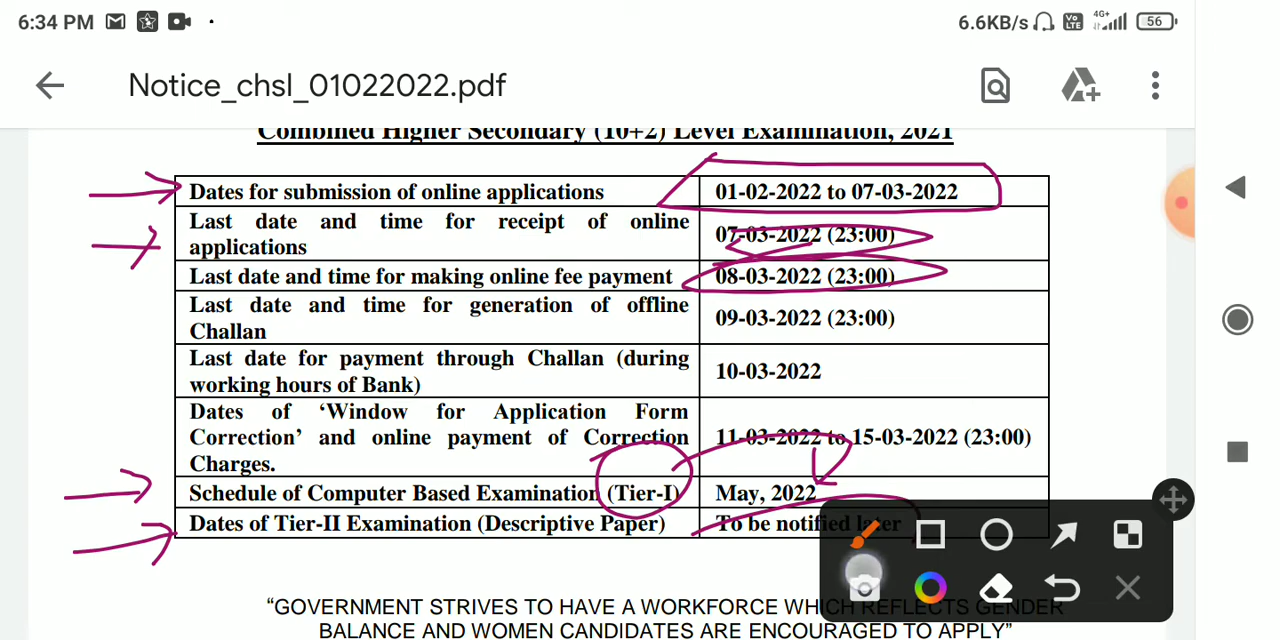 6:34 PM
6.6KB/s Vo LTE 4G+ 56
Notice_chsl_01022022.pdf
Combined Higher Secondary (10+2) Level Examination, 2021
Dates for submission of online applications 01-02-2022 to 07-03-2022
Last date and time for receipt of online
applications 07-03-2022 (23:00)
Last date and time for making online fee payment 08-03-2022 (23:00)
Last date and time for generation of offline
Challan 09-03-2022 (23:00)
Last date for payment through Challan (during
working hours of Bank) 10-03-2022
Dates of ‘Window for Application Form
Correction’ and online payment of Correction
Charges. 11-03-2022 to 15-03-2022 (23:00)
Schedule of Computer Based Examination (Tier-I) May, 2022
Dates of Tier-II Examination (Descriptive Paper) To be notified later
“GOVERNMENT STRIVES TO HAVE A WORKFORCE WHICH REFLECTS GENDER
BALANCE AND WOMEN CANDIDATES ARE ENCOURAGED TO APPLY”